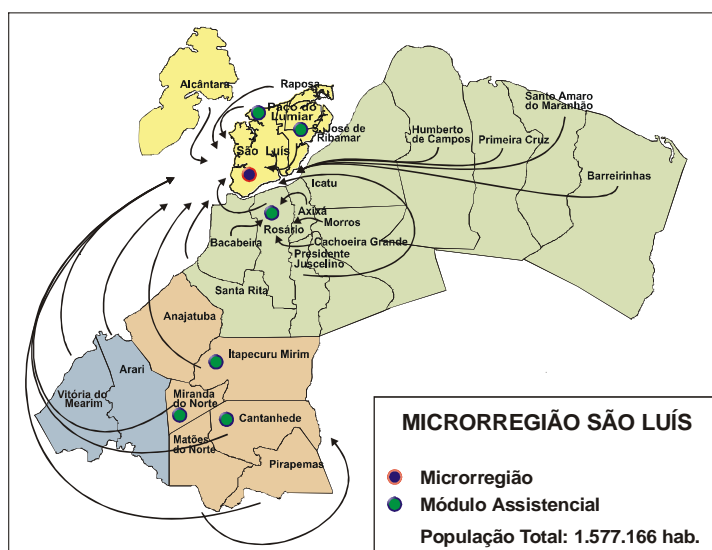 Alcântara
Raposa
Paço do
Lumiar
S. José de
Ribamar
São Luís
Santo Amaro
do Maranhão
Humberto
de Campos
Primeira Cruz
Barreirinhas
Icatu
Axixá
Morros
Rosário
Bacabeira
Cachoeira Grande
Presidente
Juscelino
Santa Rita
Anajatuba
Itapecuru Mirim
Arari
Vitória do
Mearim
Miranda
do Norte
Cantanhede
Matões
do Norte
Pirapemas
MICRORREGIÃO SÃO LUÍS
Microrregião
Módulo Assistencial
População Total: 1.577.166 hab.